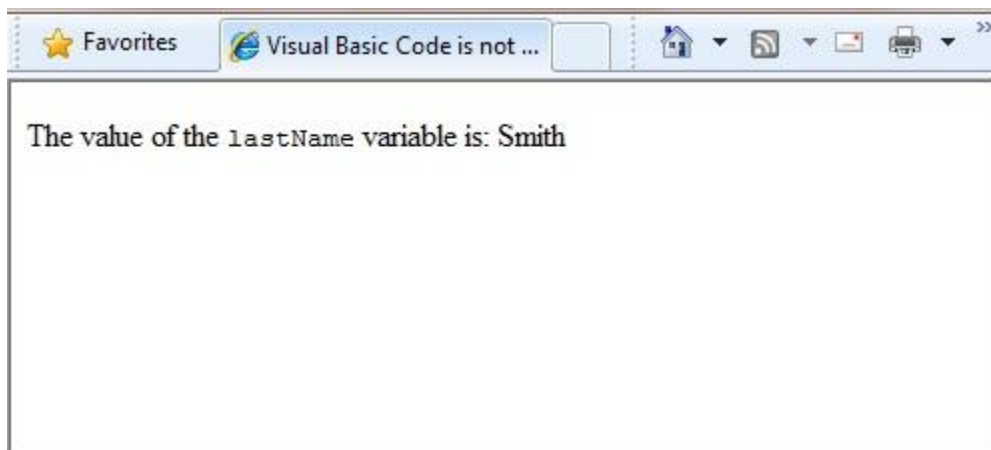 Favorites
Visual Basic Code is not ...
»
The value of the lastName variable is: Smith